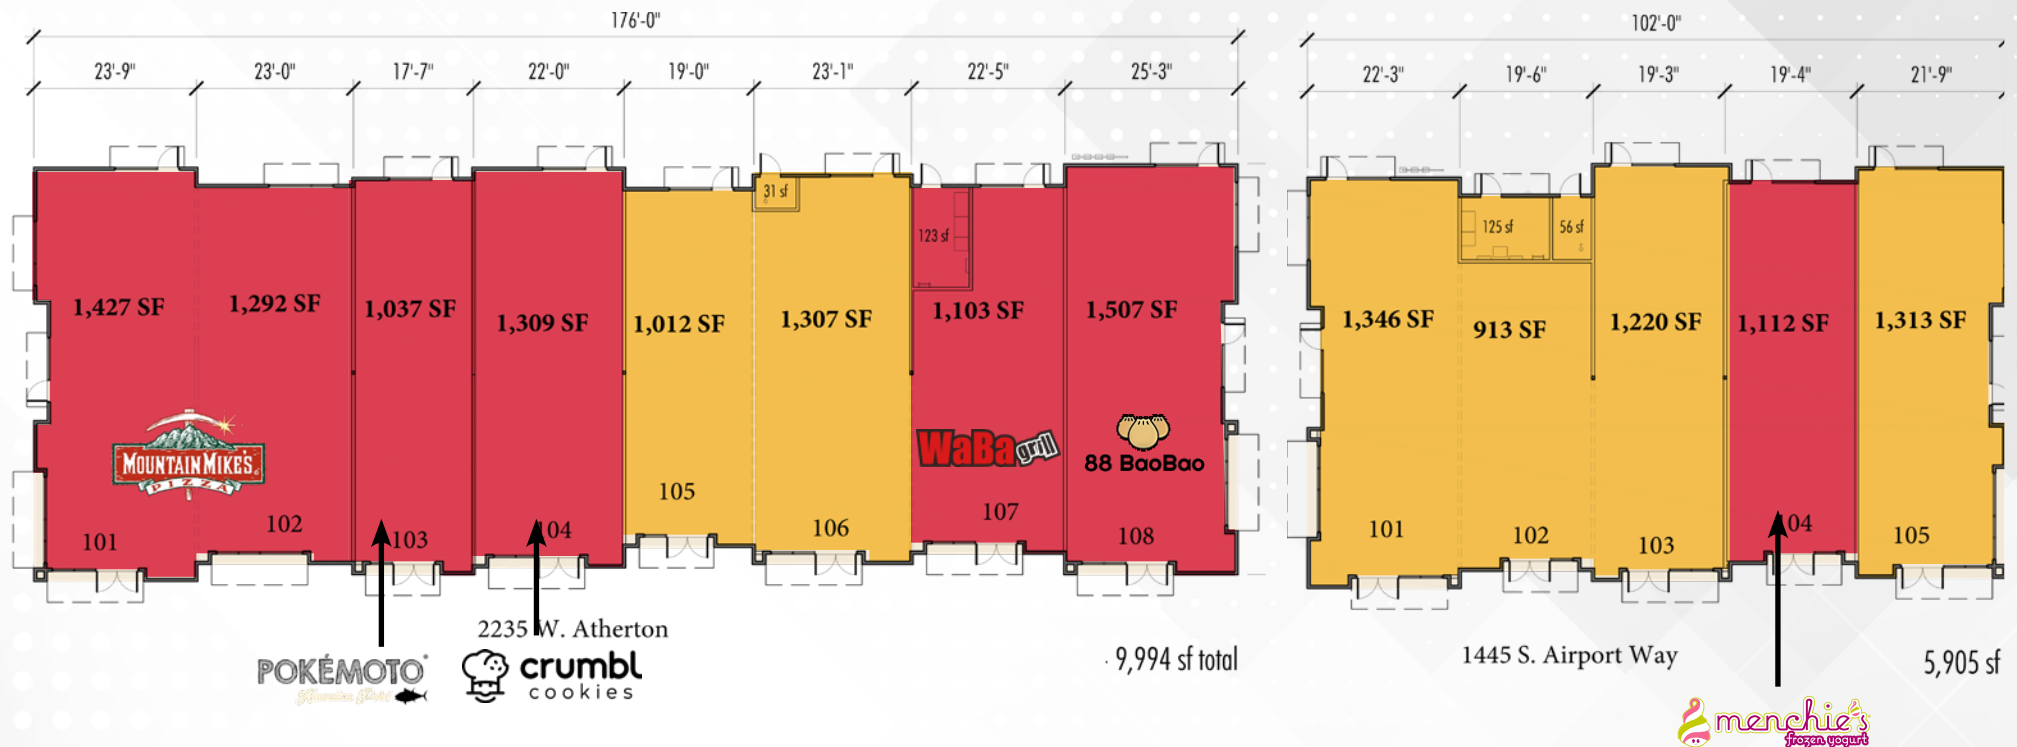 176'-0"
102'-0"
23'-9" 23'-0" 17'-7" 22'-0" 19'-0" 23'-1" 22'-5" 25'-3"
22'-3" 19'-6" 19'-3" 19'-4" 21'-9"
31 sf
123 sf
125 sf
56 sf
1,427 SF
1,292 SF
1,037 SF
1,309 SF
1,012 SF
1,307 SF
1,103 SF
1,507 SF
1,346 SF
913 SF
1,220 SF
1,112 SF
1,313 SF
MOUNTAIN MIKE'S
PIZZA
WaBa grill
88 BaoBao
101
102
103
104
105
106
107
108
101
102
103
104
105
2235 W. Atherton
POKÉMOTO
crumbl
cookies
9,994 sf total
1445 S. Airport Way
5,905 sf
menchie's
frozen yogurt